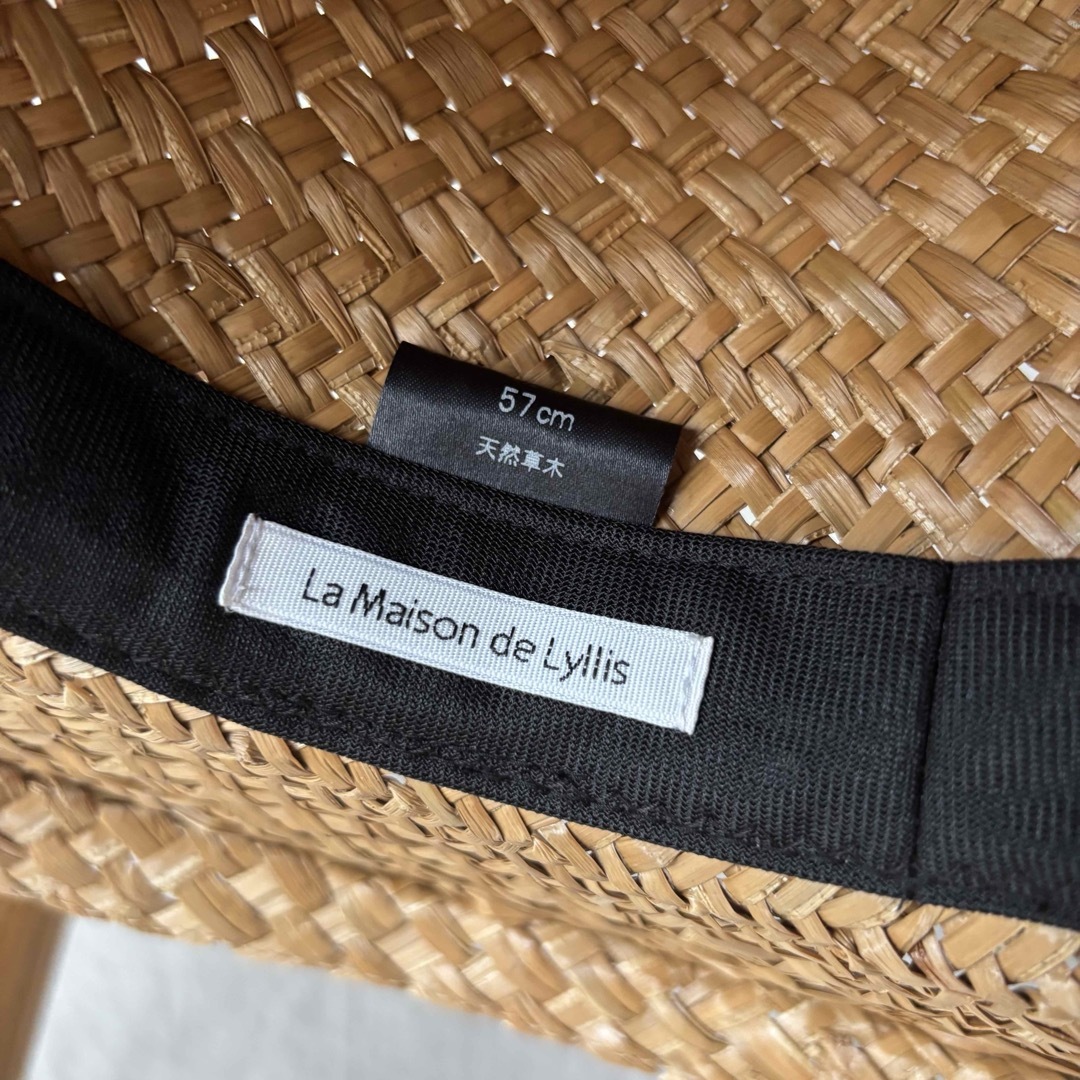 57cm
天然草木
La Maison de Lyllis